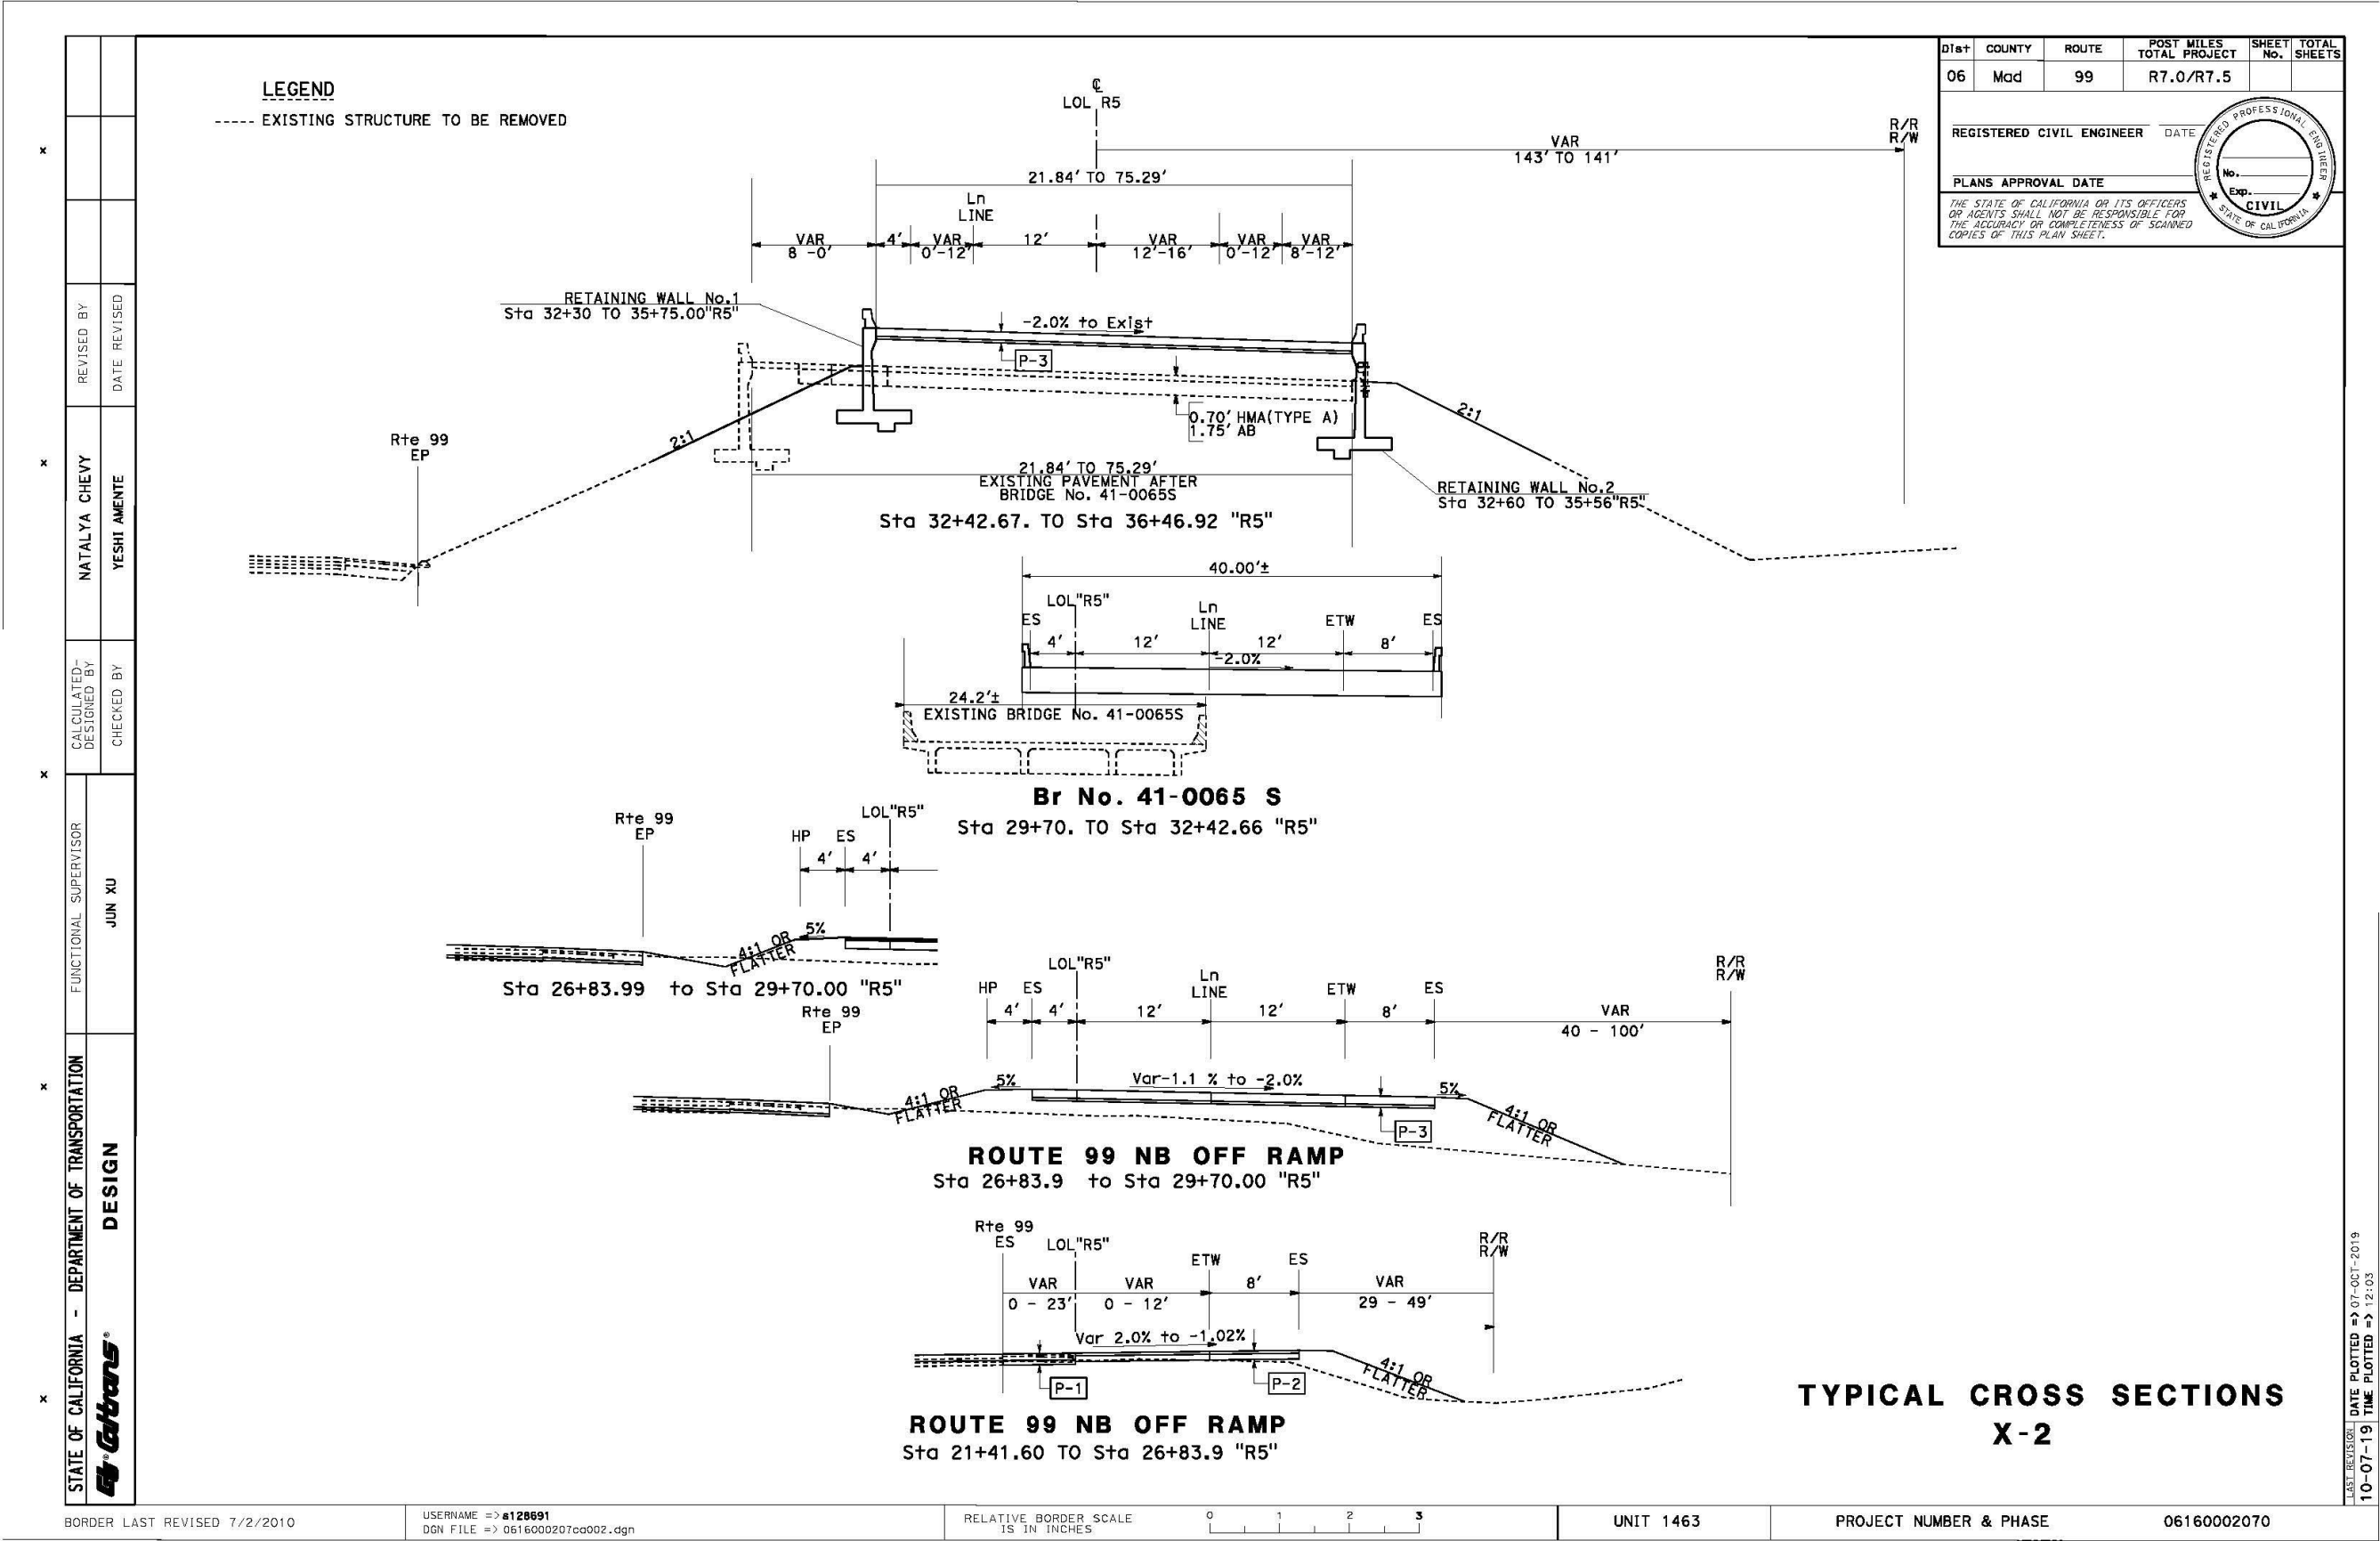 Dist COUNTY ROUTE POST MILES TOTAL PROJECT SHEET No. TOTAL SHEETS
06 Mad 99 R7.0/R7.5
REGISTERED CIVIL ENGINEER DATE
PLANS APPROVAL DATE
THE STATE OF CALIFORNIA OR ITS OFFICERS
OR AGENTS SHALL NOT BE RESPONSIBLE FOR
THE ACCURACY OR COMPLETENESS OF SCANNED
COPIES OF THIS PLAN SHEET.
REGISTERED PROFESSIONAL ENGINEER
No.
Exp.
CIVIL
STATE OF CALIFORNIA
LEGEND
EXISTING STRUCTURE TO BE REMOVED
℄
LOL R5
R/R
R/W
VAR
143' TO 141'
21.84' TO 75.29'
Ln
LINE
VAR 4' VAR 12' VAR VAR VAR
8 -0' 0'-12' 12'-16' 0'-12' 8'-12'
RETAINING WALL No.1
Sta 32+30 TO 35+75.00"R5"
-2.0% to Exist
P-3
2:1
2:1
0.70' HMA(TYPE A)
1.75' AB
Rte 99
EP
21.84' TO 75.29'
EXISTING PAVEMENT AFTER
BRIDGE No. 41-0065S
RETAINING WALL No.2
Sta 32+60 TO 35+56"R5"
Sta 32+42.67. TO Sta 36+46.92 "R5"
40.00'±
LOL"R5"
Ln
LINE
ES ETW ES
4' 12' 12' 8'
-2.0%
24.2'±
EXISTING BRIDGE No. 41-0065S
Br No. 41-0065 S
Sta 29+70. TO Sta 32+42.66 "R5"
Rte 99
EP
HP ES LOL"R5"
4' 4'
5%
4:1 OR
FLATTER
Sta 26+83.99 to Sta 29+70.00 "R5"
Rte 99
EP
LOL"R5"
HP ES Ln
LINE ETW ES
R/R
R/W
4' 4' 12' 12' 8' VAR
40 - 100'
5% Var-1.1 % to -2.0% 5%
4:1 OR
FLATTER
4:1 OR
FLATTER
P-3
ROUTE 99 NB OFF RAMP
Sta 26+83.9 to Sta 29+70.00 "R5"
Rte 99
ES LOL"R5"
ETW ES
R/R
R/W
VAR VAR 8' VAR
0 - 23' 0 - 12' 29 - 49'
Var 2.0% to -1.02%
4:1 OR
FLATTER
P-1 P-2
ROUTE 99 NB OFF RAMP
Sta 21+41.60 TO Sta 26+83.9 "R5"
TYPICAL CROSS SECTIONS
X-2
REVISED BY
DATE REVISED
NATALYA CHEVY
YESHI AMENTE
CALCULATED-
DESIGNED BY
CHECKED BY
FUNCTIONAL SUPERVISOR
JUN XU
STATE OF CALIFORNIA - DEPARTMENT OF TRANSPORTATION
DESIGN
Caltrans
DATE PLOTTED => 07-OCT-2019
TIME PLOTTED => 12:03
LAST REVISION
10-07-19
BORDER LAST REVISED 7/2/2010
USERNAME =>s128691
DGN FILE => 0616000207ca002.dgn
RELATIVE BORDER SCALE
IS IN INCHES
0 1 2 3
UNIT 1463
PROJECT NUMBER & PHASE
06160002070